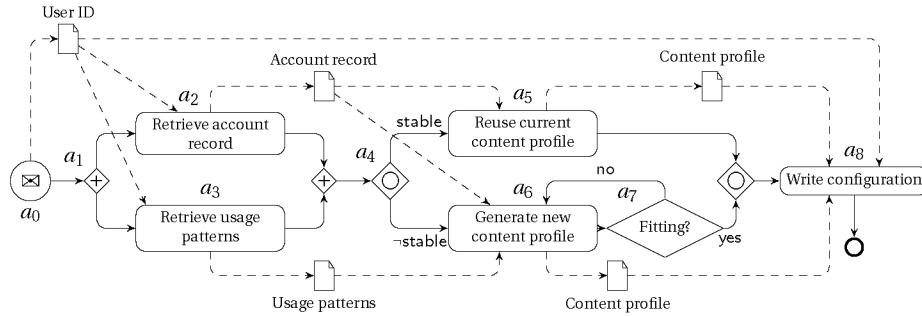 User ID
Account record
Content profile
a2
a5
Retrieve account
record
stable
Reuse current
content profile
a1
a4
a8
Write configuration
a0
a3
a6
no
a7
Retrieve usage
patterns
¬stable
Generate new
content profile
Fitting?
yes
Usage patterns
Content profile